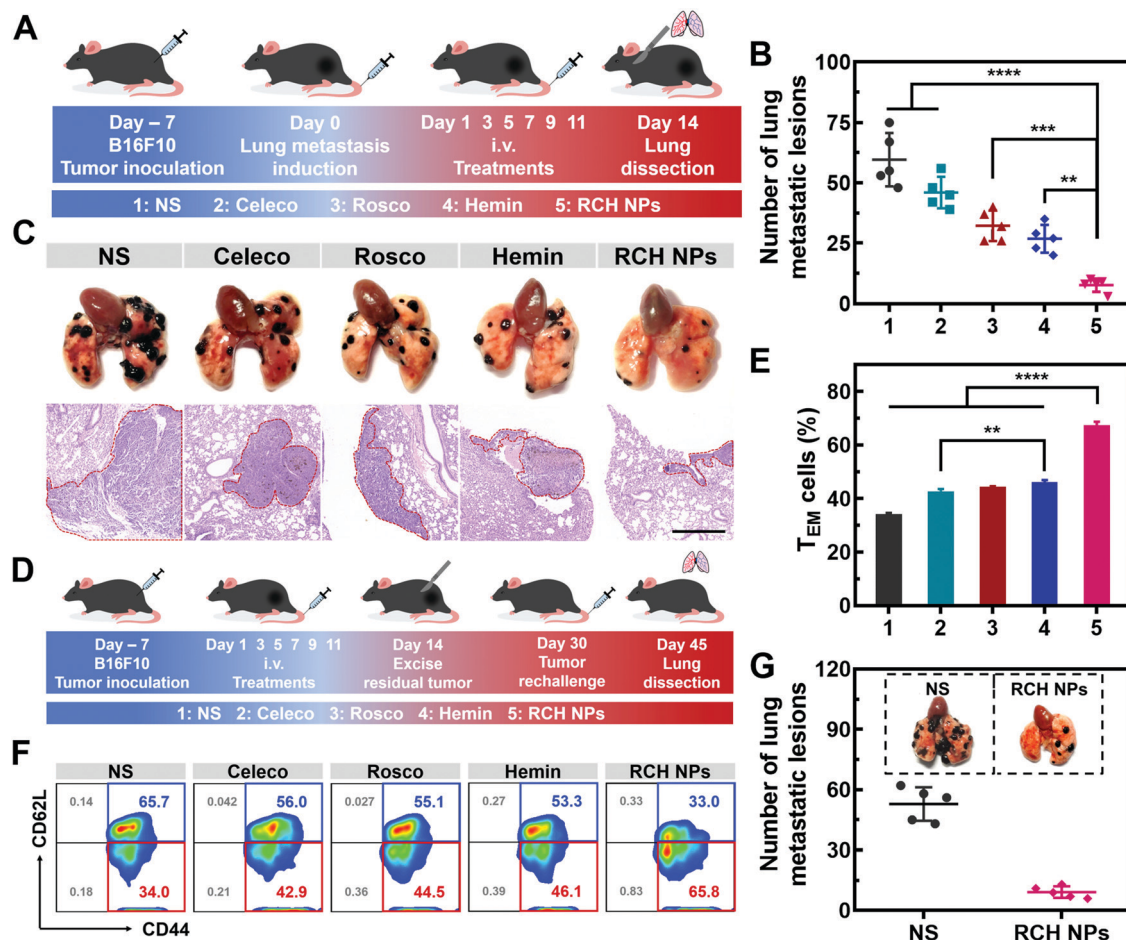 A
Day – 7
B16F10
Tumor inoculation
Day 0
Lung metastasis
induction
Day 1 3 5 7 9 11
i.v.
Treatments
Day 14
Lung
dissection
1: NS 2: Celeco 3: Rosco 4: Hemin 5: RCH NPs
B
Number of lung
metastatic lesions
75
50
25
0
****
***
**
1 2 3 4 5
C
NS Celeco Rosco Hemin RCH NPs
D
Day – 7
B16F10
Tumor inoculation
Day 1 3 5 7 9 11
i.v.
Treatments
Day 14
Excise
residual tumor
Day 30
Tumor
rechallenge
Day 45
Lung
dissection
1: NS 2: Celeco 3: Rosco 4: Hemin 5: RCH NPs
E
TEM cells (%)
80
60
40
20
0
****
**
1 2 3 4 5
F
NS Celeco Rosco Hemin RCH NPs
0.14 65.7 0.042 56.0 0.027 55.1 0.27 53.3 0.33 33.0
0.18 34.0 0.21 42.9 0.36 44.5 0.39 46.1 0.83 65.8
CD62L
CD44
G
Number of lung
metastatic lesions
120
90
60
30
0
NS RCH NPs
NS RCH NPs